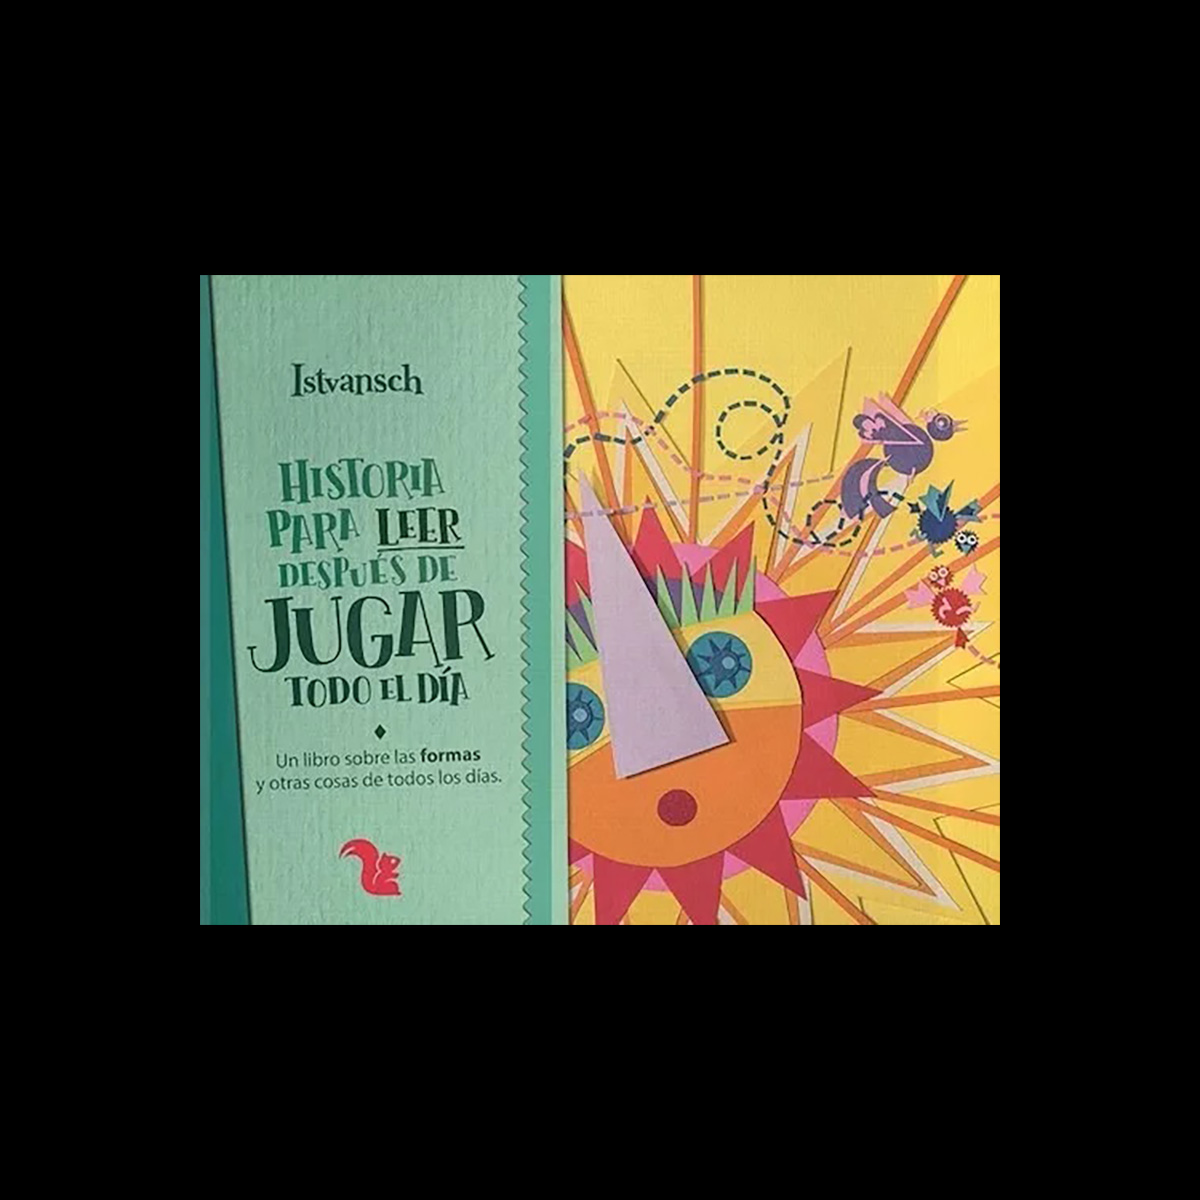 Istvansch
HISTORIA
PARA LEER
DESPUÉS DE
JUGAR
TODO EL DÍA
Un libro sobre las formas
y otras cosas de todos los días.